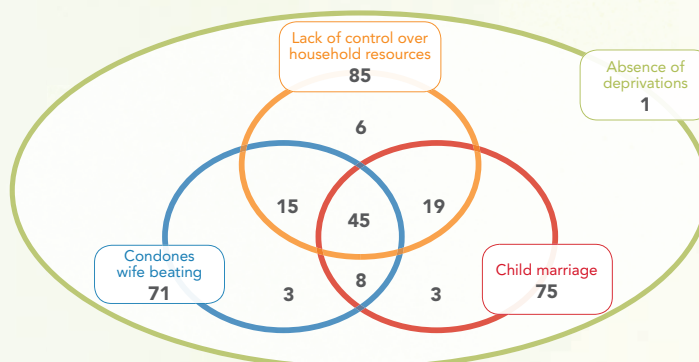 Lack of control over
household resources
85
Absence of
deprivations
1
6
15
45
19
Condones
wife beating
71
3
8
3
Child marriage
75